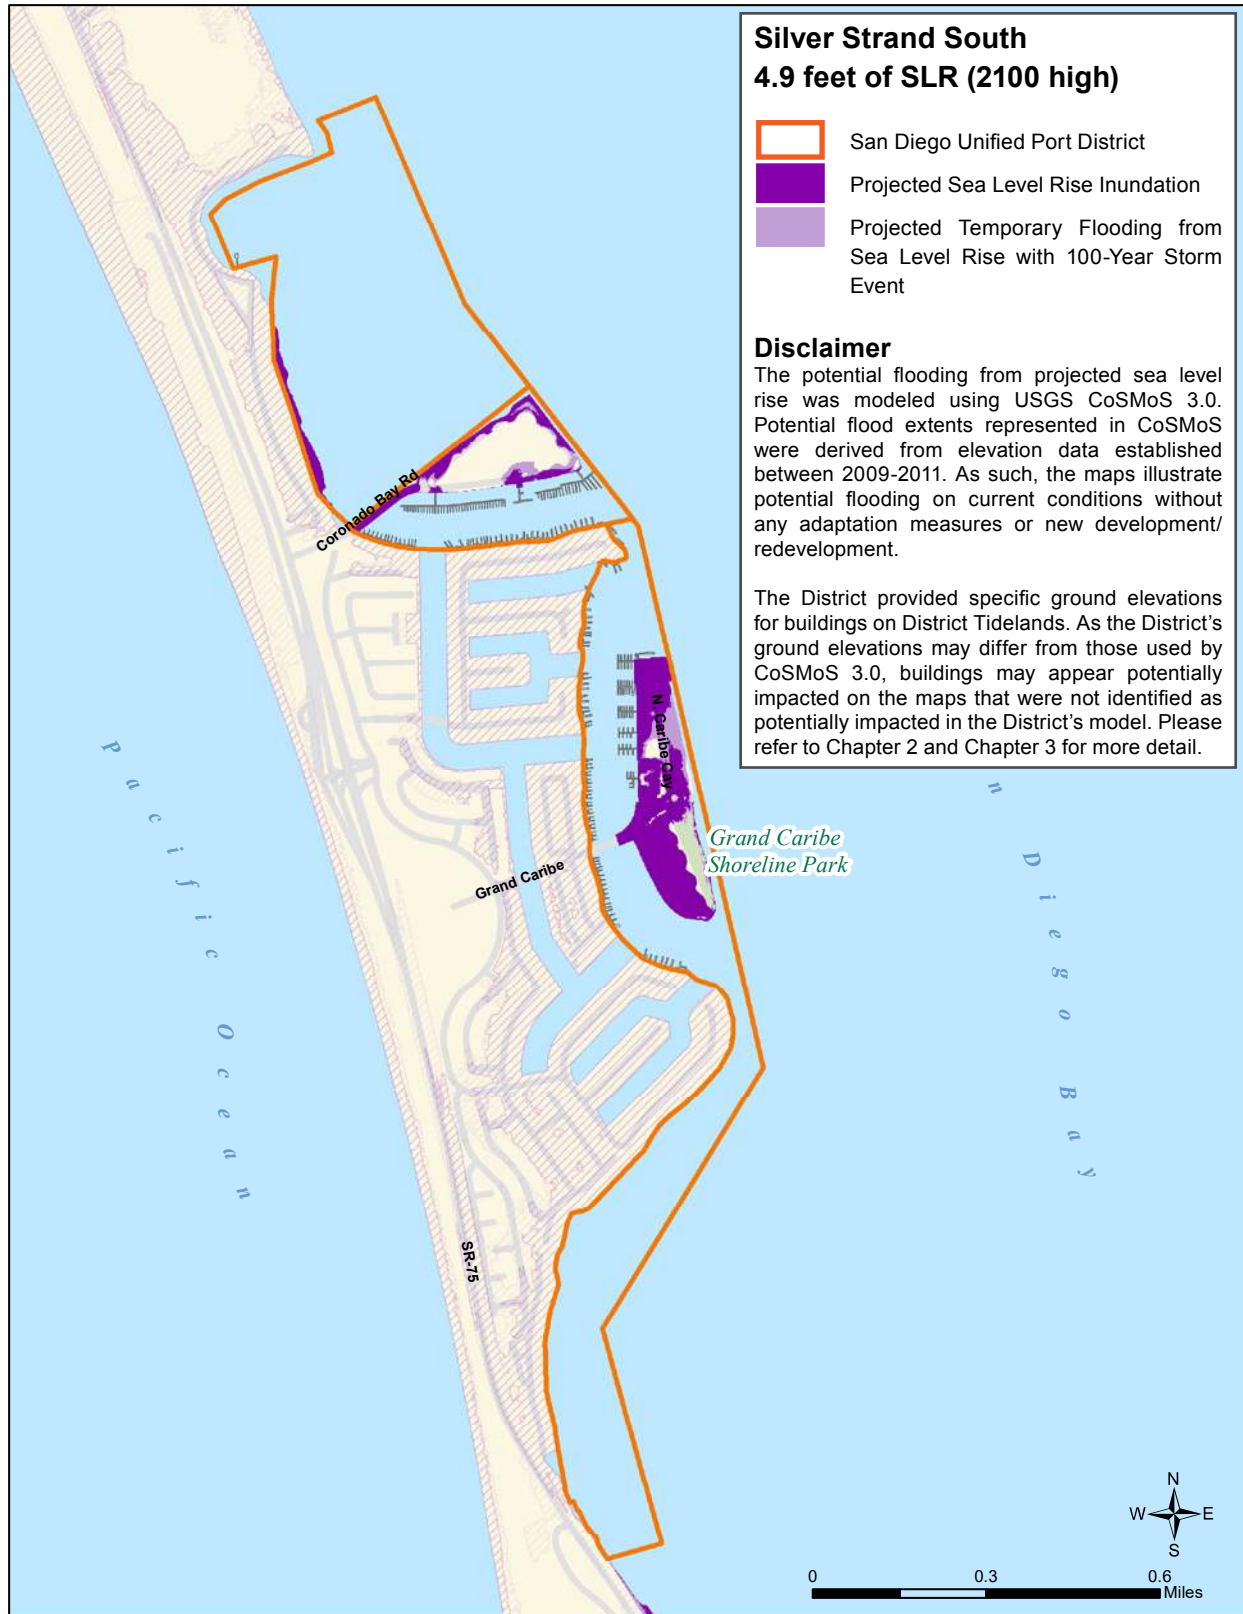 Silver Strand South
4.9 feet of SLR (2100 high)
San Diego Unified Port District
Projected Sea Level Rise Inundation
Projected Temporary Flooding from
Sea Level Rise with 100-Year Storm
Event
Disclaimer
The potential flooding from projected sea level
rise was modeled using USGS CoSMoS 3.0.
Potential flood extents represented in CoSMoS
were derived from elevation data established
between 2009-2011. As such, the maps illustrate
potential flooding on current conditions without
any adaptation measures or new development/
redevelopment.
The District provided specific ground elevations
for buildings on District Tidelands. As the District's
ground elevations may differ from those used by
CoSMoS 3.0, buildings may appear potentially
impacted on the maps that were not identified as
potentially impacted in the District's model. Please
refer to Chapter 2 and Chapter 3 for more detail.
Coronado Bay Rd
N. Caribe Cay
Grand Caribe
Shoreline Park
Grand Caribe
Pacific Ocean
n Diego Bay
SR-75
N
W E
S
0 0.3 0.6
Miles